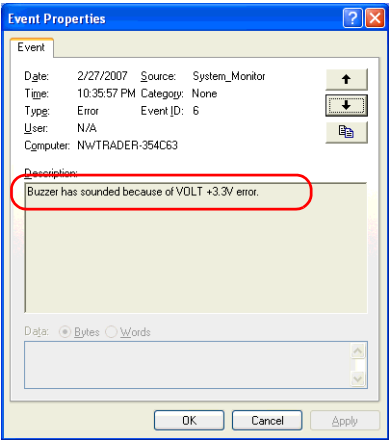 Event Properties
Event
Date: 2/27/2007 Source: System_Monitor
Time: 10:35:57 PM Category: None
Type: Error Event ID: 6
User: N/A
Computer: NWTRADER-354C63
Description:
Buzzer has sounded because of VOLT +3.3V error.
Data: Bytes Words
OK Cancel Apply